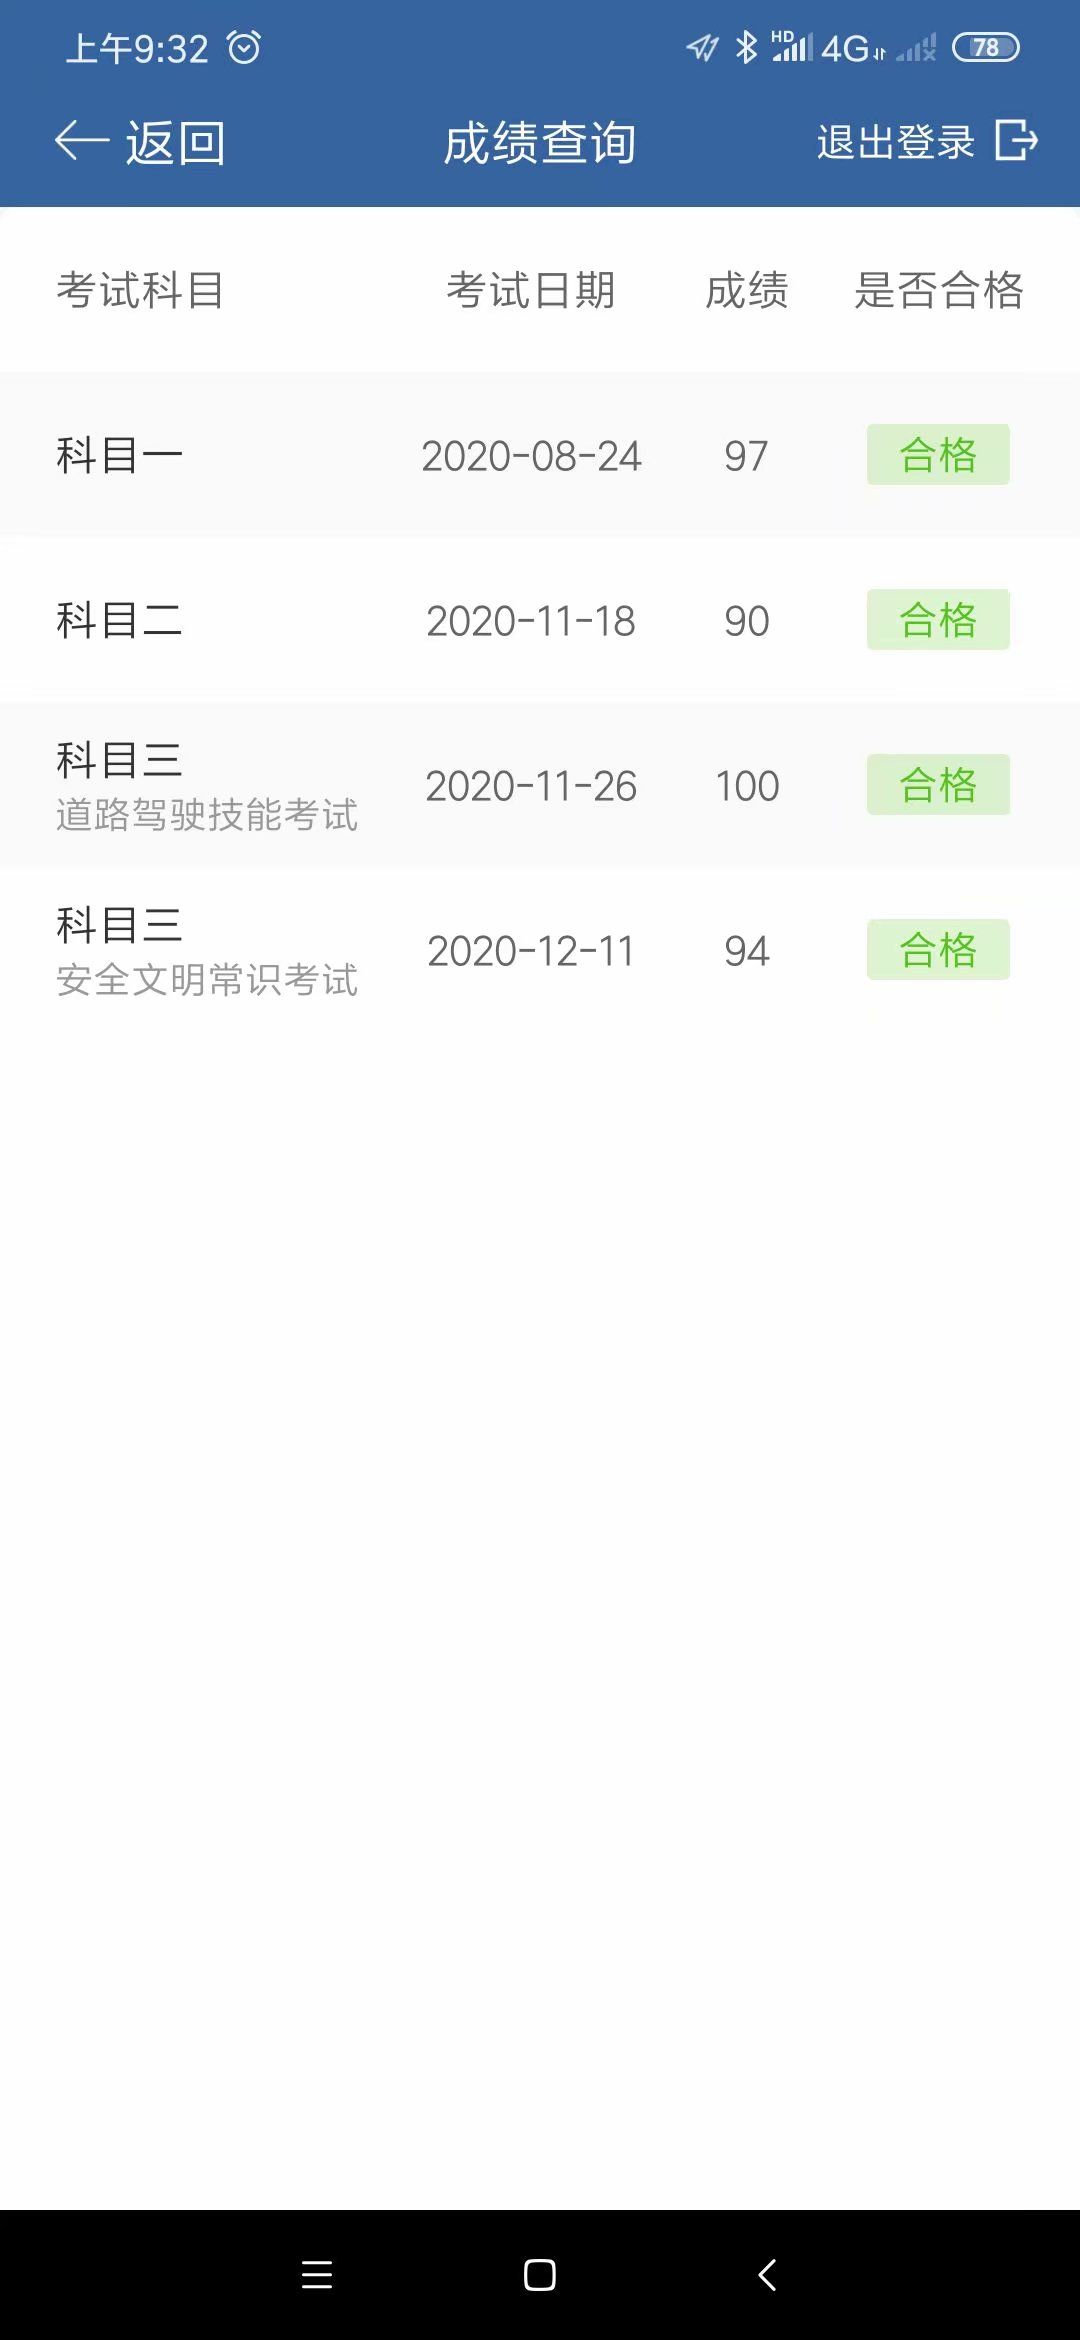 上午9:32 HD 4G 78
返回 成绩查询 退出登录
考试科目 考试日期 成绩 是否合格
科目一 2020-08-24 97 合格
科目二 2020-11-18 90 合格
科目三
道路驾驶技能考试 2020-11-26 100 合格
科目三
安全文明常识考试 2020-12-11 94 合格